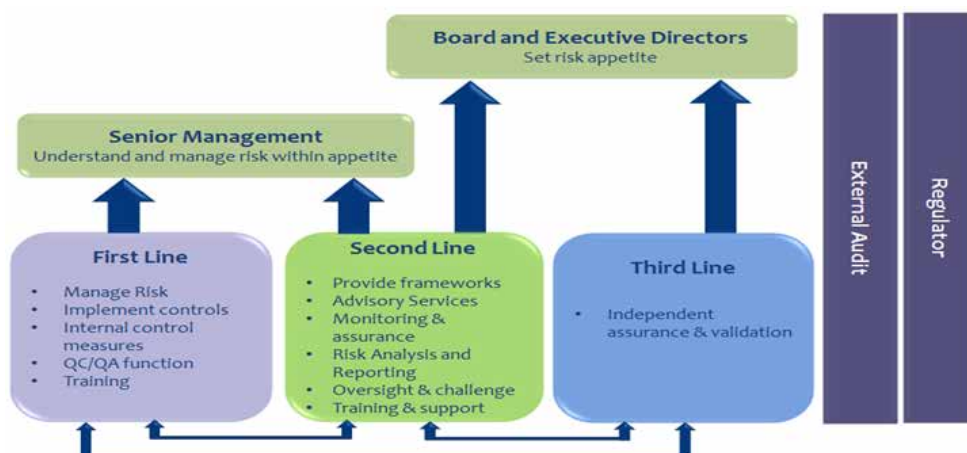 Board and Executive Directors
Set risk appetite
Senior Management
Understand and manage risk within appetite
First Line
• Manage Risk
• Implement controls
• Internal control
measures
• QC/QA function
• Training
Second Line
• Provide frameworks
• Advisory Services
• Monitoring &
assurance
• Risk Analysis and
Reporting
• Oversight & challenge
• Training & support
Third Line
• Independent
assurance & validation
External Audit
Regulator